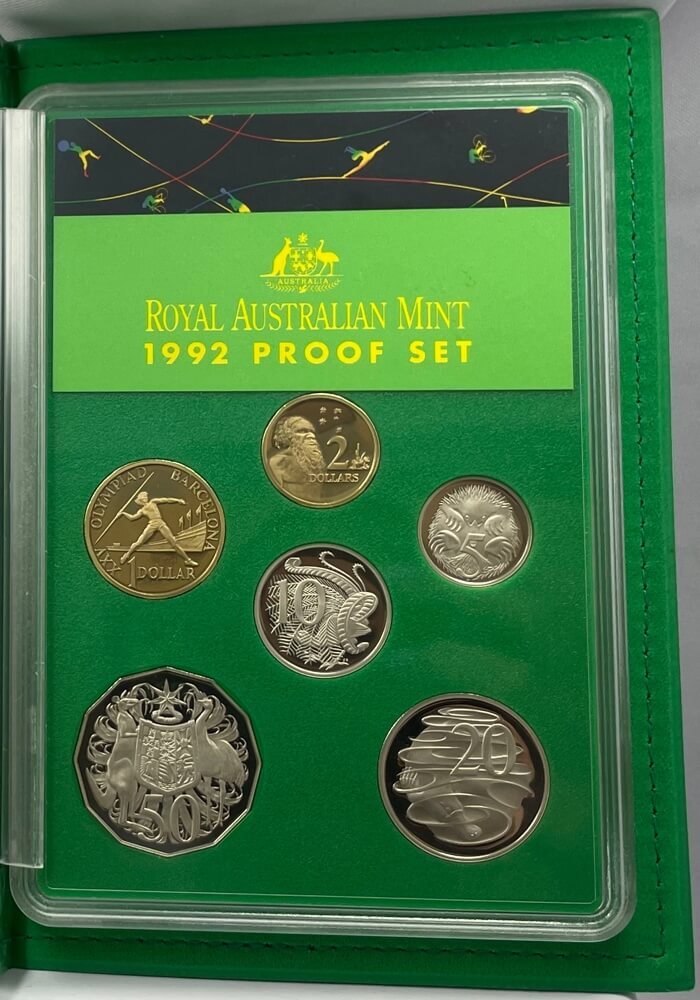 AUSTRALIA
ROYAL AUSTRALIAN MINT
1992 PROOF SET
2
DOLLARS
XXV OLYMPIAD BARCELONA
1 DOLLAR
5
10
50
20